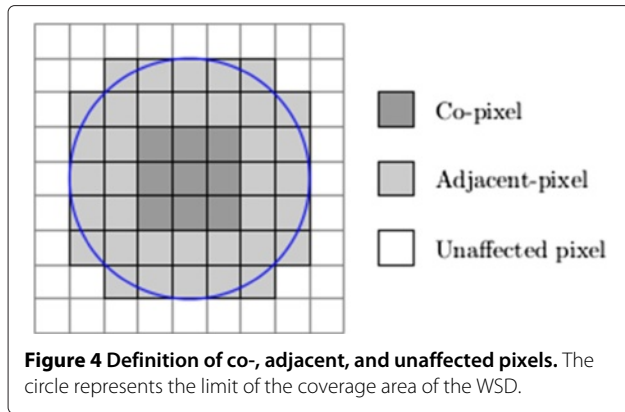 Co-pixel
Adjacent-pixel
Unaffected pixel
Figure 4 Definition of co-, adjacent, and unaffected pixels. The
circle represents the limit of the coverage area of the WSD.